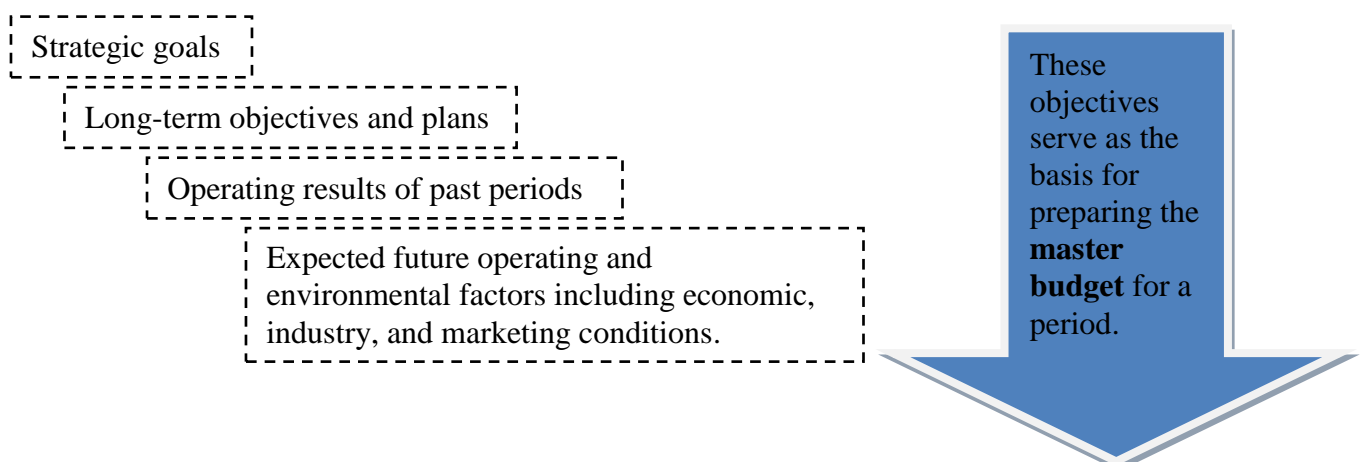 Strategic goals
Long-term objectives and plans
Operating results of past periods
Expected future operating and
environmental factors including economic,
industry, and marketing conditions.
These
objectives
serve as the
basis for
preparing the
master
budget for a
period.